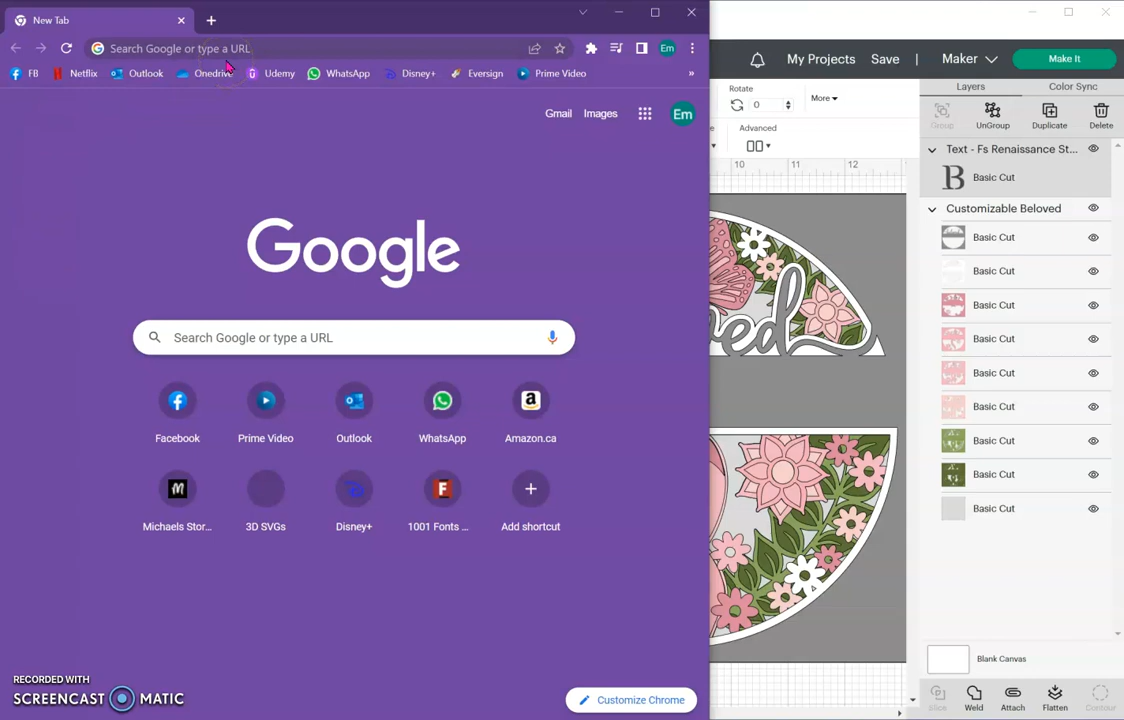 New Tab
Search Google or type a URL
Em
FB
Netflix
Outlook
Onedrive
Udemy
WhatsApp
Disney+
Eversign
Prime Video
»
Gmail
Images
Em
Google
Search Google or type a URL
Facebook
Prime Video
Outlook
WhatsApp
Amazon.ca
Michaels Stor...
3D SVGs
Disney+
1001 Fonts ...
Add shortcut
RECORDED WITH
SCREENCAST MATIC
Customize Chrome
My Projects
Save
|
Maker
Make It
Rotate
0
More
Advanced
10
11
12
Layers
Color Sync
Group
UnGroup
Duplicate
Delete
Text - Fs Renaissance St...
B
Basic Cut
Customizable Beloved
Basic Cut
Basic Cut
Basic Cut
Basic Cut
Basic Cut
Basic Cut
Basic Cut
Basic Cut
Basic Cut
Blank Canvas
Slice
Weld
Attach
Flatten
Contour
ved